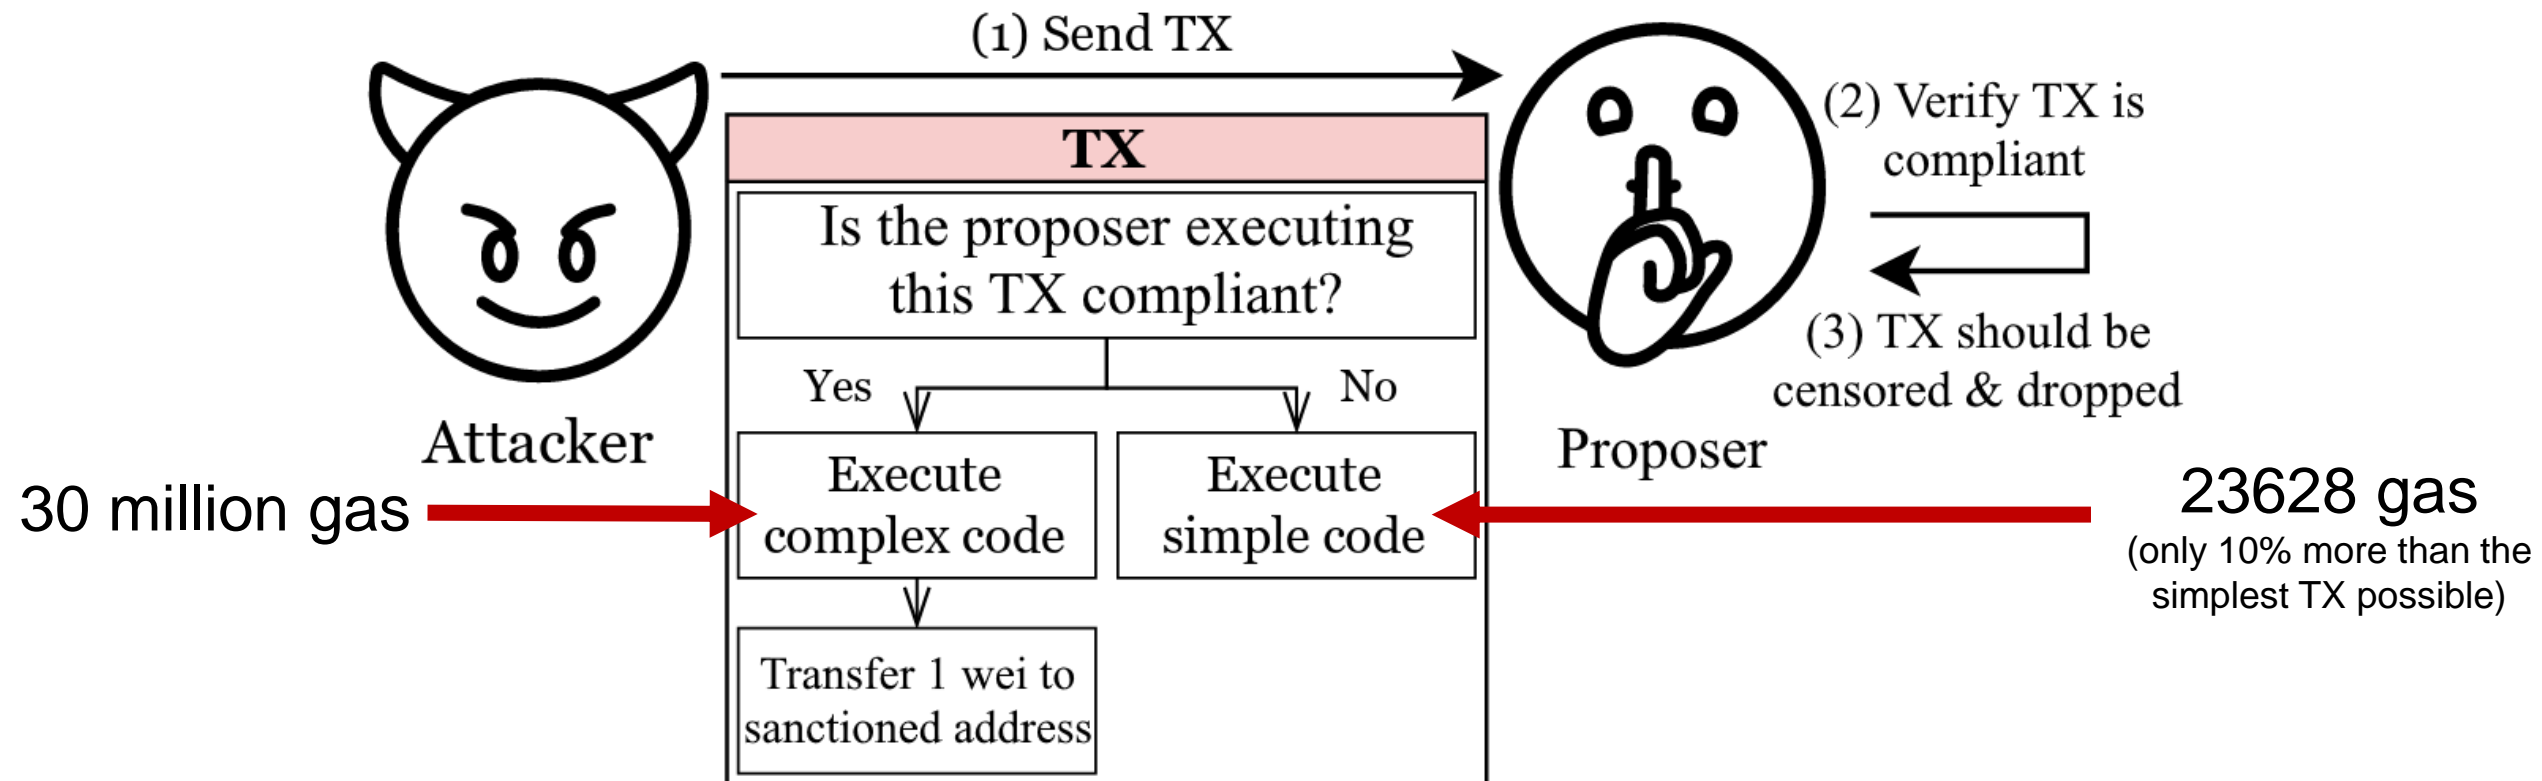 (1) Send TX
TX
Is the proposer executing
this TX compliant?
Yes
No
Execute
complex code
Execute
simple code
Transfer 1 wei to
sanctioned address
Attacker
30 million gas
(2) Verify TX is
compliant
(3) TX should be
censored & dropped
Proposer
23628 gas
(only 10% more than the
simplest TX possible)